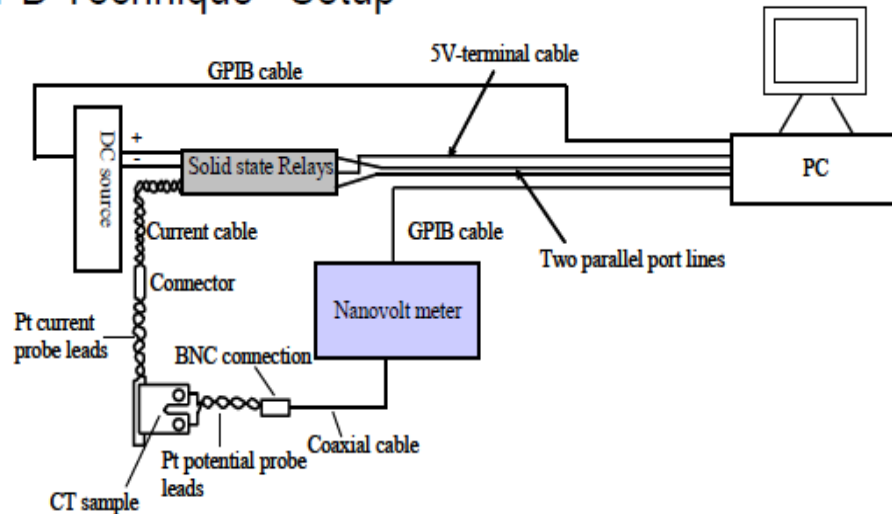 D Technique - Setup
5V-terminal cable
GPIB cable
DC source
+
-
Solid state Relays
PC
Current cable
GPIB cable
Two parallel port lines
Connector
Nanovolt meter
Pt current
probe leads
BNC connection
Coaxial cable
Pt potential probe
leads
CT sample